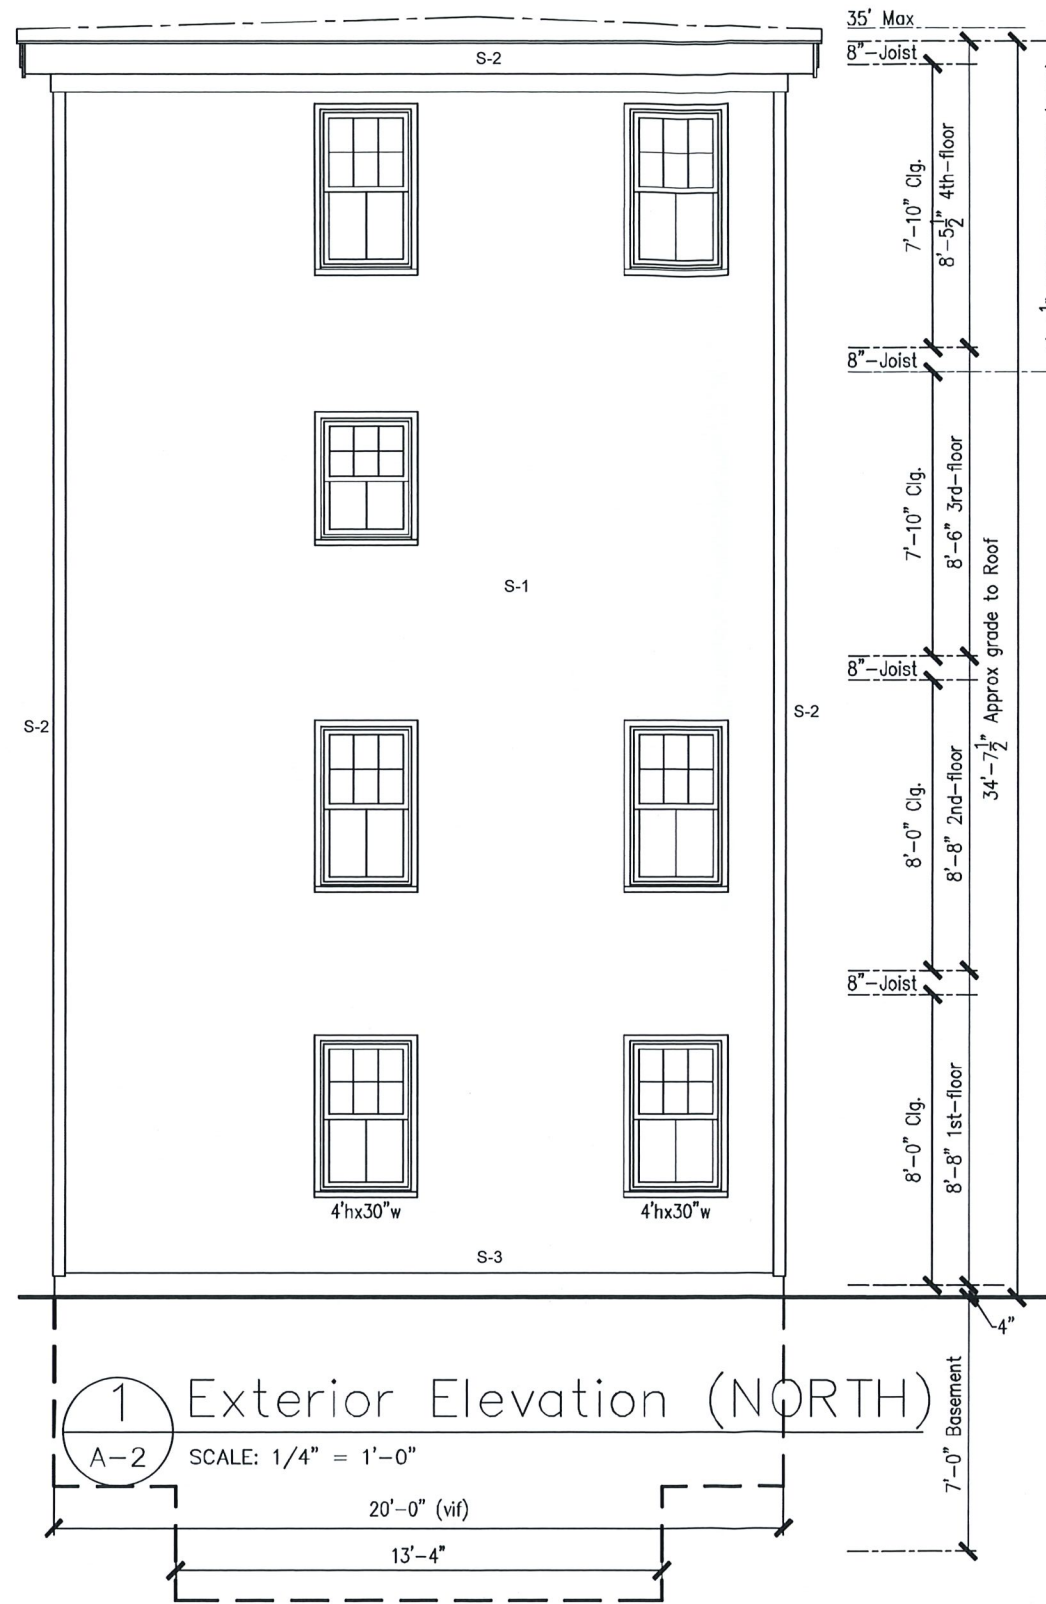 35' Max
8"-Joist
S-2
7'-10" Clg.
8'-5½" 4th-floor
8"-Joist
7'-10" Clg.
8'-6" 3rd-floor
S-1
34'-7½" Approx grade to Roof
8"-Joist
S-2
S-2
8'-0" Clg.
8'-8" 2nd-floor
8"-Joist
8'-0" Clg.
8'-8" 1st-floor
4'hx30"w
4'hx30"w
S-3
4"
1
A-2
Exterior Elevation (NORTH)
SCALE: 1/4" = 1'-0"
7'-0" Basement
20'-0" (vif)
13'-4"